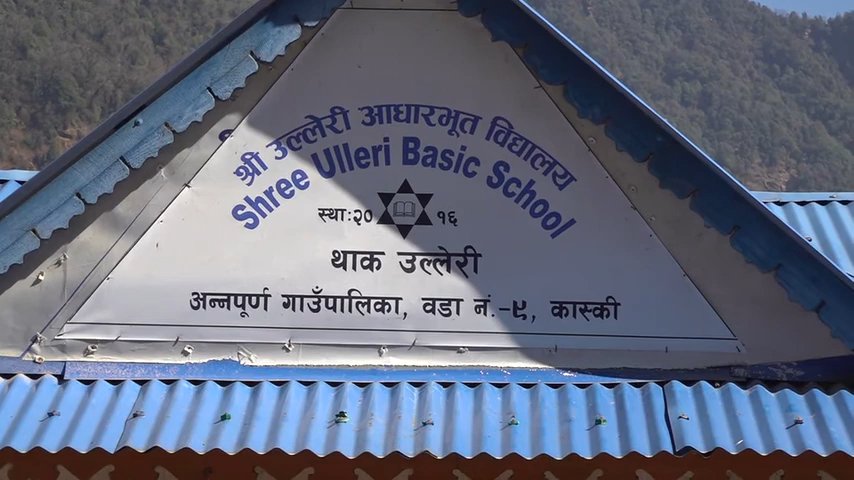 श्री उल्लेरी आधारभूत विद्यालय
Shree Ulleri Basic School
स्था:२० १६
थाक उल्लेरी
अन्नपूर्ण गाउँपालिका, वडा नं.-९, कास्की